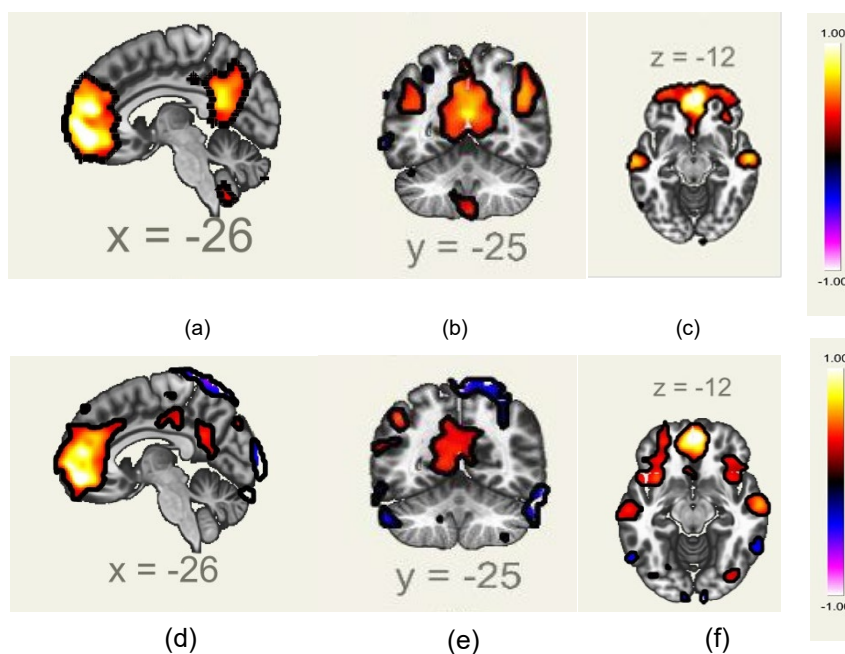 1.00
z = -12
x = -26
y = -25
-1.00
(a)
(b)
(c)
1.00
z = -12
x = -26
y = -25
-1.00
(d)
(e)
(f)